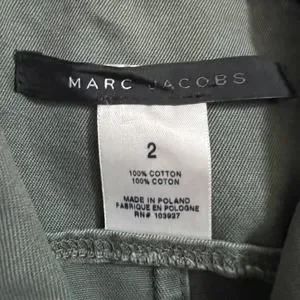 MARC JACOBS
2
100% COTTON
100% COTON
MADE IN POLAND
FABRIQUE EN POLOGNE
RN# 103927